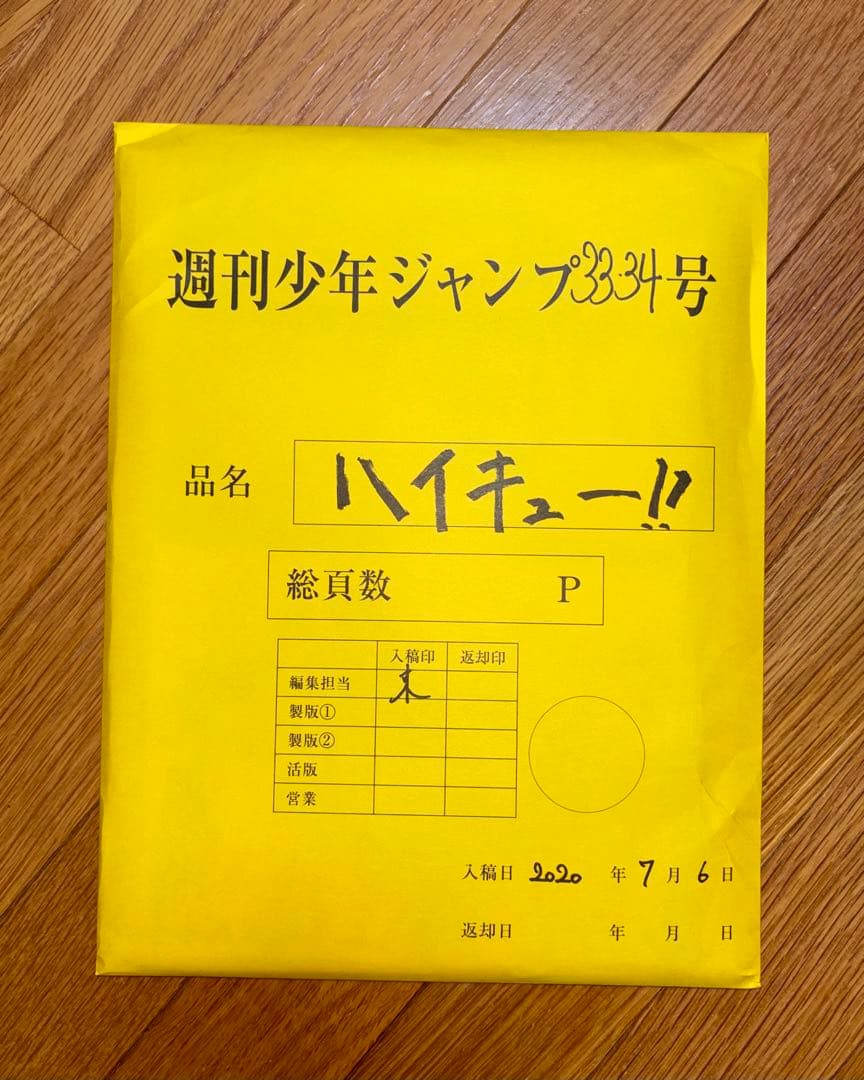 週刊少年ジャンプ33・34号
品名 ハイキュー!!
総頁数 P
入稿印 返却印
編集担当 末
製版①
製版②
活版
営業
入稿日 2020 年 7 月 6 日
返却日 年 月 日